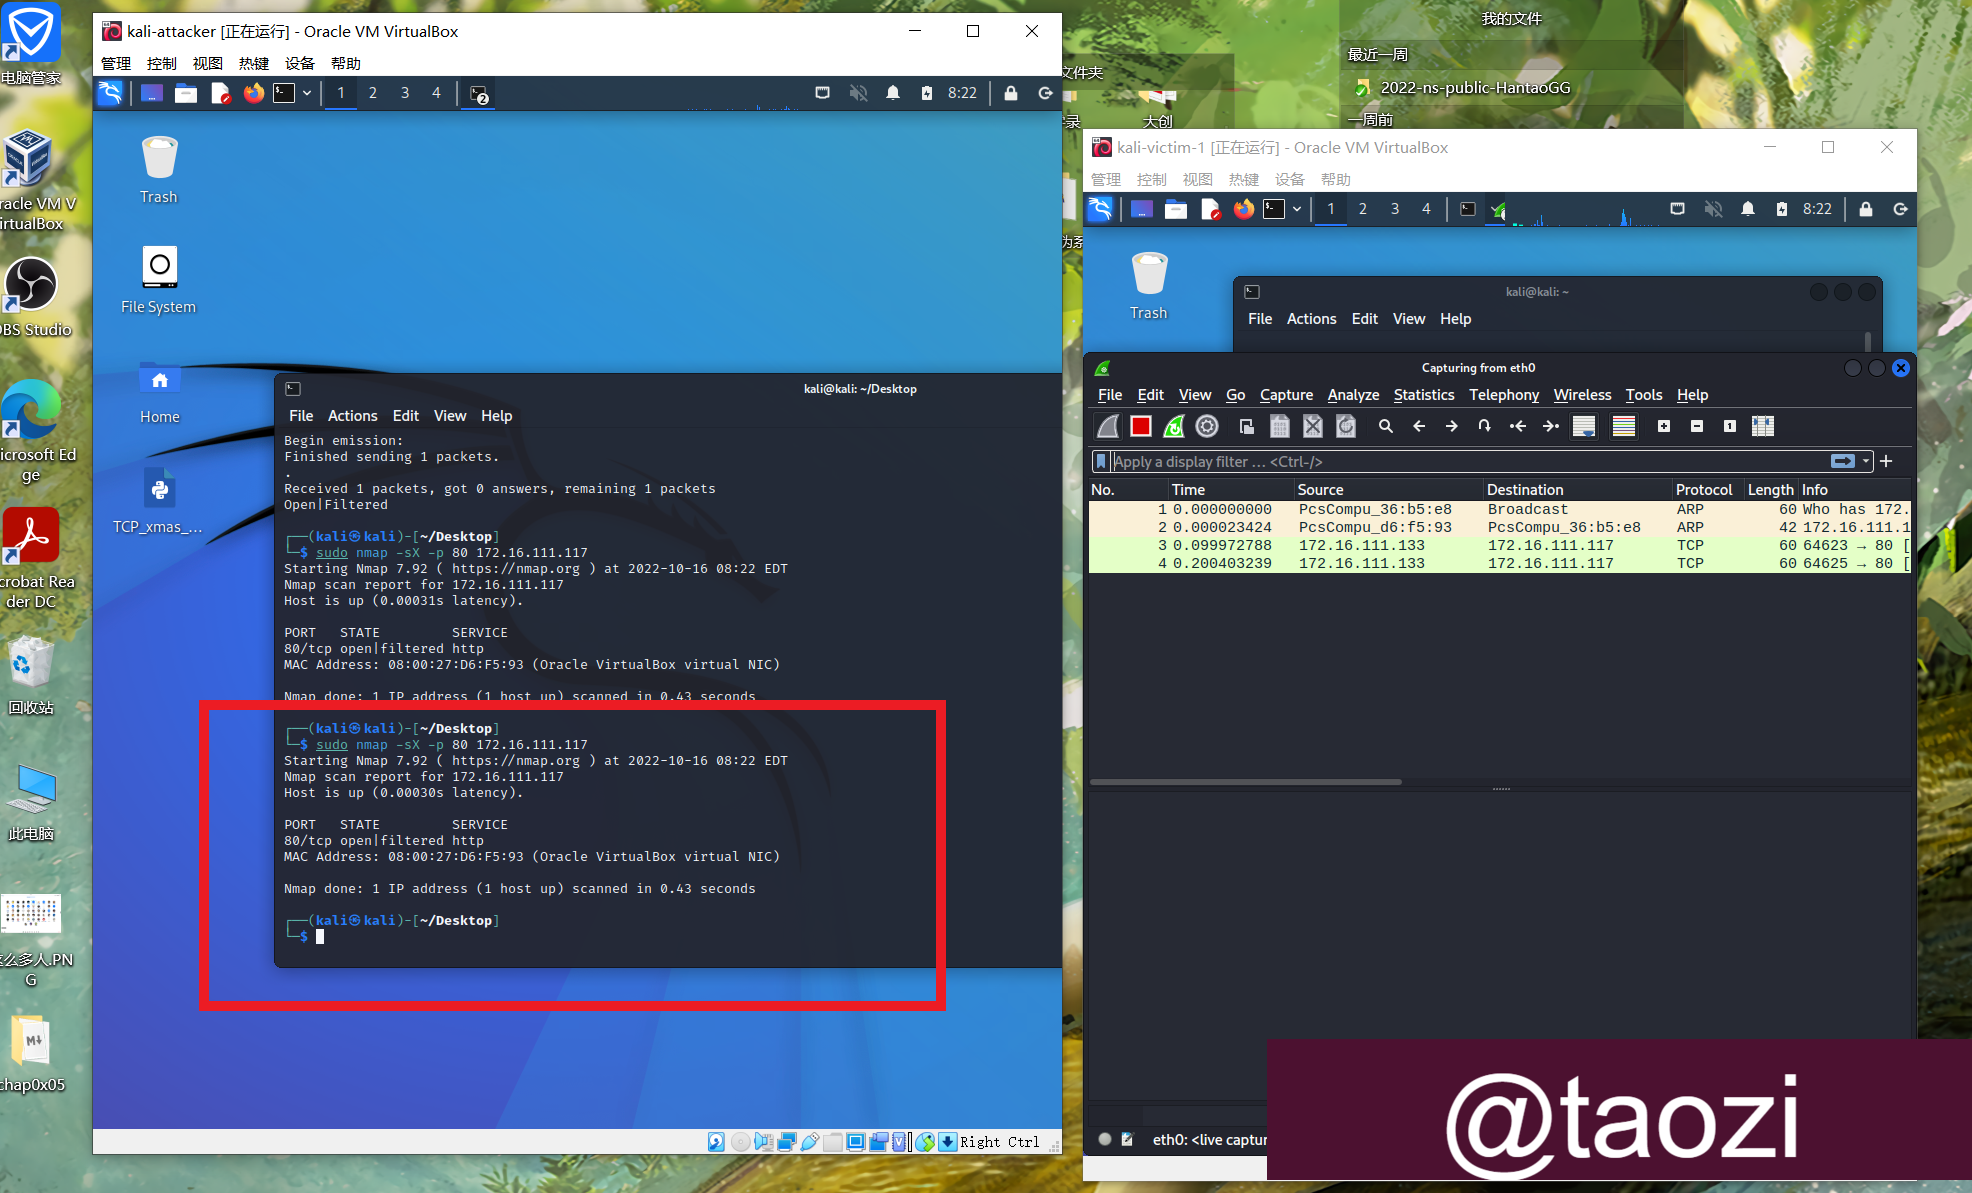 电脑管家
racle VM V
irtualBox
OBS Studio
icrosoft Ed
ge
crobat Rea
der DC
回收站
此电脑
这么多人.PN
G
chap0x05
kali-attacker [正在运行] - Oracle VM VirtualBox
管理 控制 视图 热键 设备 帮助
1 2 3 4 2 8:22
Trash
File System
Home
TCP_xmas_...
kali@kali: ~/Desktop
File Actions Edit View Help
Begin emission:
Finished sending 1 packets.
.
Received 1 packets, got 0 answers, remaining 1 packets
Open|Filtered
┌──(kali㉿kali)-[~/Desktop]
└─$ sudo nmap -sX -p 80 172.16.111.117
Starting Nmap 7.92 ( https://nmap.org ) at 2022-10-16 08:22 EDT
Nmap scan report for 172.16.111.117
Host is up (0.00031s latency).
PORT STATE SERVICE
80/tcp open|filtered http
MAC Address: 08:00:27:D6:F5:93 (Oracle VirtualBox virtual NIC)
Nmap done: 1 IP address (1 host up) scanned in 0.43 seconds
┌──(kali㉿kali)-[~/Desktop]
└─$ sudo nmap -sX -p 80 172.16.111.117
Starting Nmap 7.92 ( https://nmap.org ) at 2022-10-16 08:22 EDT
Nmap scan report for 172.16.111.117
Host is up (0.00030s latency).
PORT STATE SERVICE
80/tcp open|filtered http
MAC Address: 08:00:27:D6:F5:93 (Oracle VirtualBox virtual NIC)
Nmap done: 1 IP address (1 host up) scanned in 0.43 seconds
┌──(kali㉿kali)-[~/Desktop]
└─$
Right Ctrl
我的文件
最近一周
2022-ns-public-HantaoGG
一周前
文件夹
大创
kali-victim-1 [正在运行] - Oracle VM VirtualBox
管理 控制 视图 热键 设备 帮助
1 2 3 4 8:22
Trash
kali@kali: ~
File Actions Edit View Help
Capturing from eth0
File Edit View Go Capture Analyze Statistics Telephony Wireless Tools Help
Apply a display filter ... <Ctrl-/>
No. Time Source Destination Protocol Length Info
1 0.000000000 PcsCompu_36:b5:e8 Broadcast ARP 60 Who has 172.
2 0.000023424 PcsCompu_d6:f5:93 PcsCompu_36:b5:e8 ARP 42 172.16.111.1
3 0.099972788 172.16.111.133 172.16.111.117 TCP 60 64623 → 80 [
4 0.200403239 172.16.111.133 172.16.111.117 TCP 60 64625 → 80 [
eth0: <live captur
@taozi